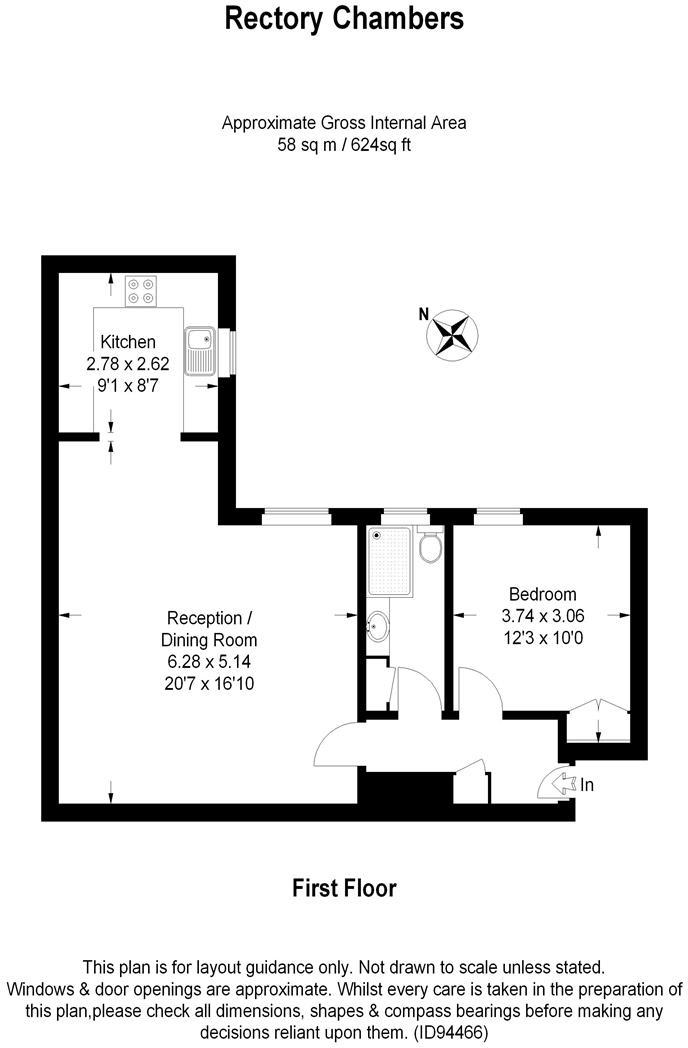 Rectory Chambers
Approximate Gross Internal Area
58 sq m / 624sq ft
N
Kitchen
2.78 x 2.62
9'1 x 8'7
Bedroom
3.74 x 3.06
12'3 x 10'0
Reception /
Dining Room
6.28 x 5.14
20'7 x 16'10
In
First Floor
This plan is for layout guidance only. Not drawn to scale unless stated.
Windows & door openings are approximate. Whilst every care is taken in the preparation of
this plan,please check all dimensions, shapes & compass bearings before making any
decisions reliant upon them. (ID94466)